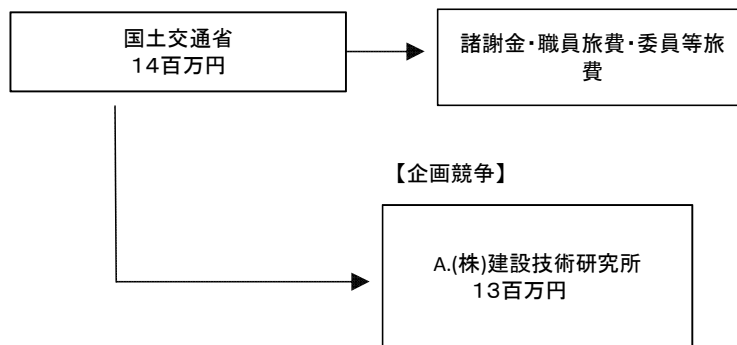 国土交通省
14百万円
諸謝金・職員旅費・委員等旅
費
【企画競争】
A.(株)建設技術研究所
13百万円